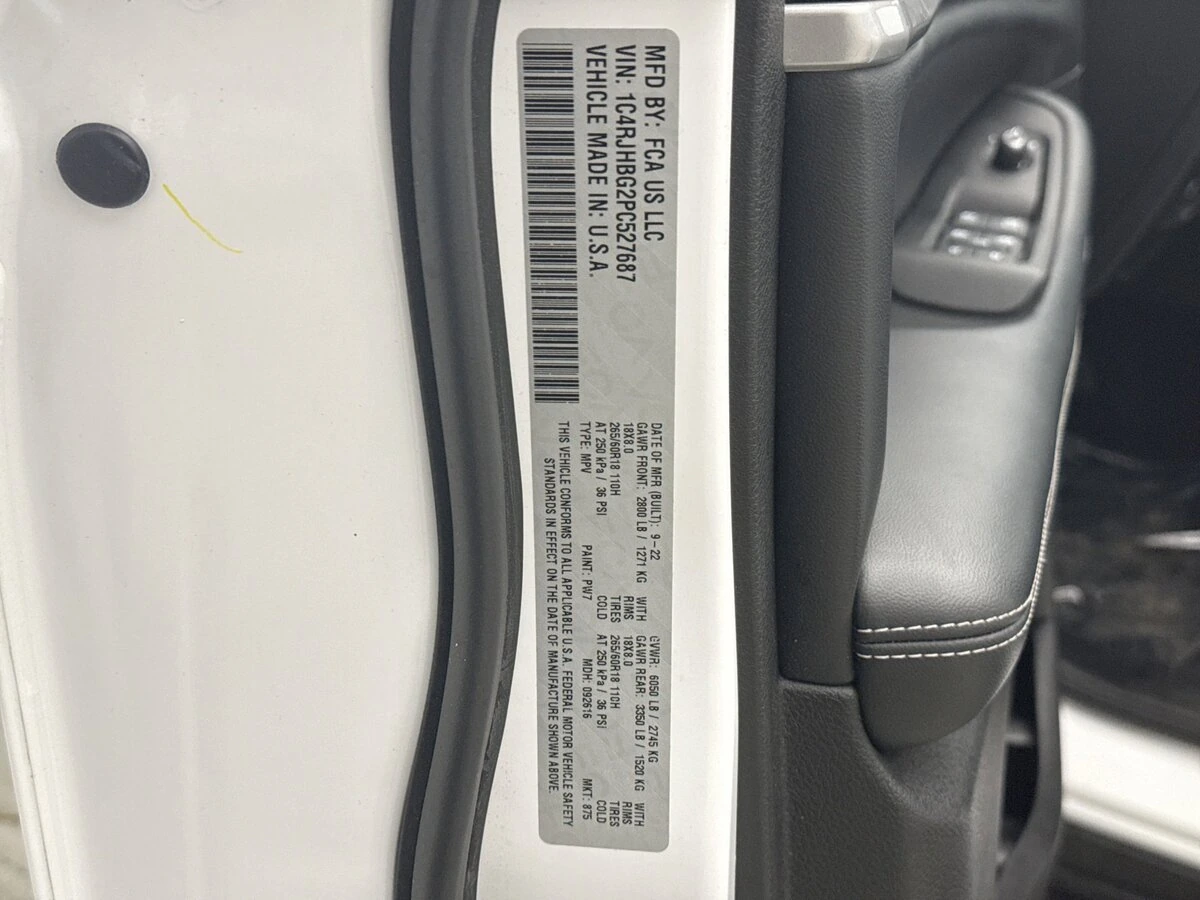 MFD BY: FCA US LLC
VIN: 1C4RJHBG2PC527687
VEHICLE MADE IN: U.S.A.
DATE OF MFR (BUILT): 9-22 GVWR: 6050 LB / 2745 KG
GAWR FRONT: 2800 LB / 1271 KG WITH GAWR REAR: 3350 LB / 1520 KG WITH
18X8.0 RIMS 18X8.0 RIMS
265/60R18 110H TIRES 265/60R18 110H TIRES
AT 250 kPa / 36 PSI COLD AT 250 kPa / 36 PSI COLD
TYPE: MPV PAINT: PW7 MDH: 092616 MKT: 875
THIS VEHICLE CONFORMS TO ALL APPLICABLE U.S.A. FEDERAL MOTOR VEHICLE SAFETY
STANDARDS IN EFFECT ON THE DATE OF MANUFACTURE SHOWN ABOVE.